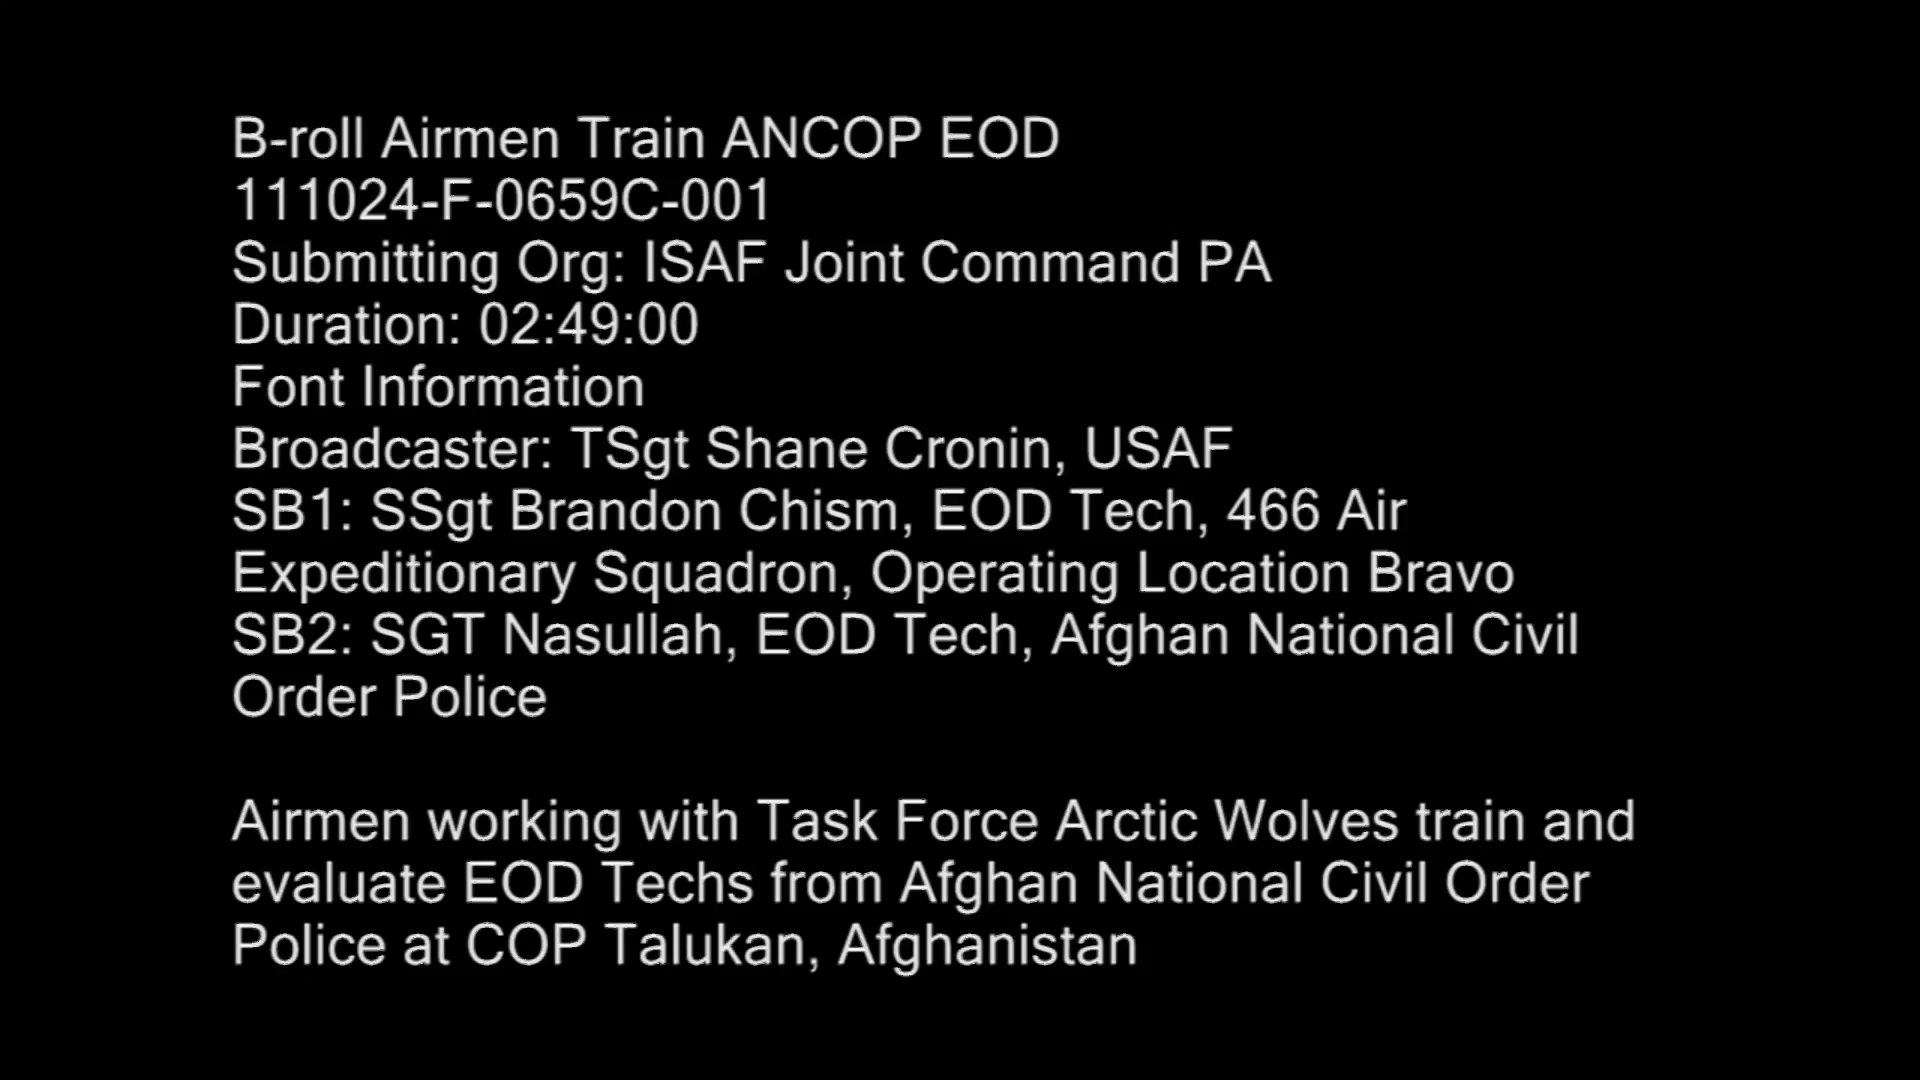 B-roll Airmen Train ANCOP EOD
111024-F-0659C-001
Submitting Org: ISAF Joint Command PA
Duration: 02:49:00
Font Information
Broadcaster: TSgt Shane Cronin, USAF
SB1: SSgt Brandon Chism, EOD Tech, 466 Air
Expeditionary Squadron, Operating Location Bravo
SB2: SGT Nasullah, EOD Tech, Afghan National Civil
Order Police
Airmen working with Task Force Arctic Wolves train and
evaluate EOD Techs from Afghan National Civil Order
Police at COP Talukan, Afghanistan